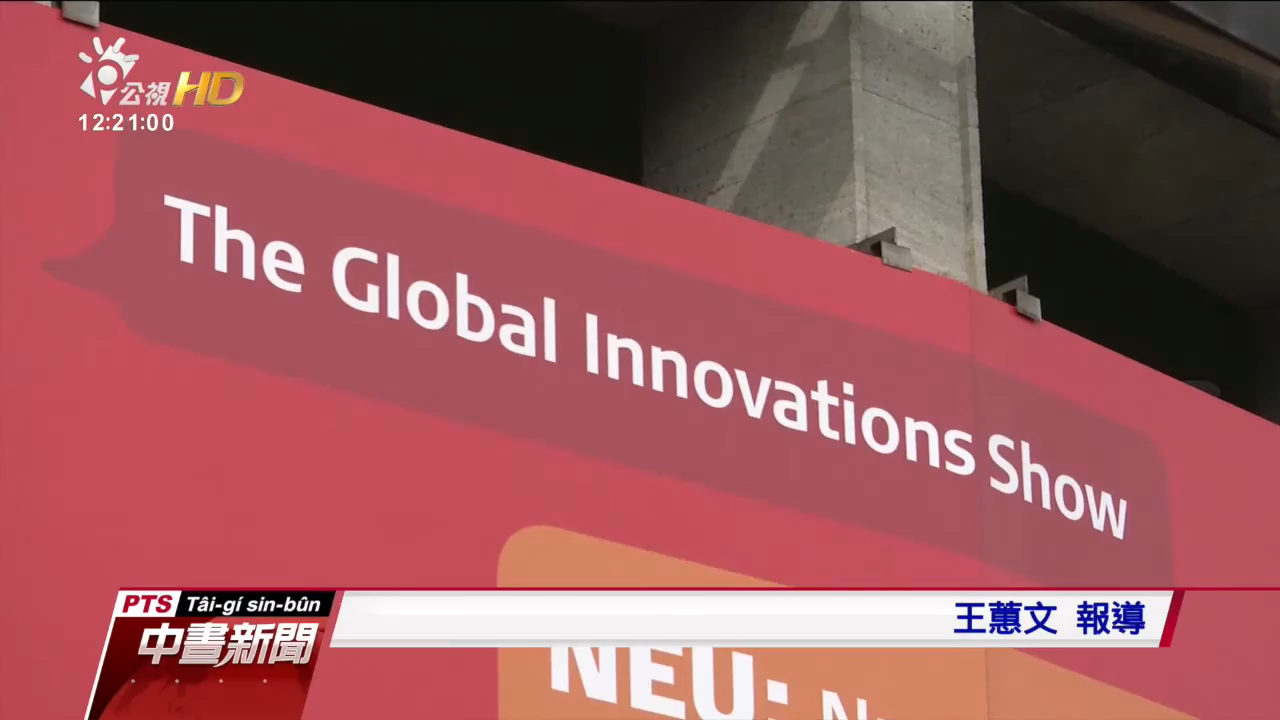 公視HD
12:21:00
The Global Innovations Show
NEU:
PTS Tâi-gí sin-bûn
中晝新聞
王蕙文 報導